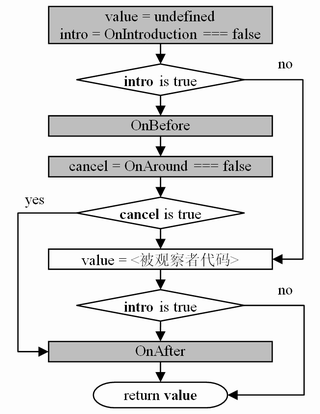 value = undefined
intro = OnIntroduction === false
no
intro is true
OnBefore
cancel = OnAround === false
yes
cancel is true
value = <被观察者代码>
no
intro is true
OnAfter
return value